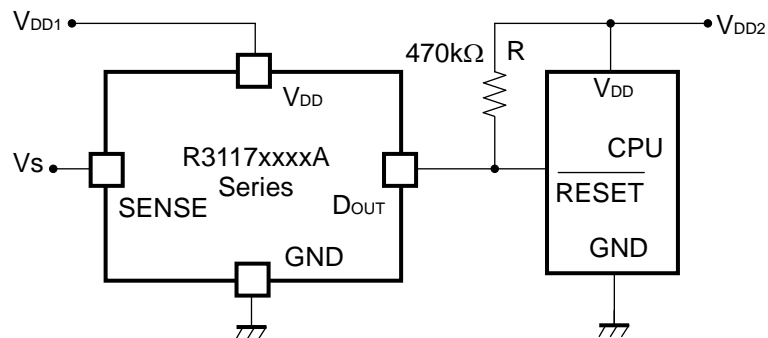 VDD1
VDD2
470kΩ R
VDD
VDD
R3117xxxxA
Series
CPU
Vs
SENSE
DOUT
RESET
GND
GND